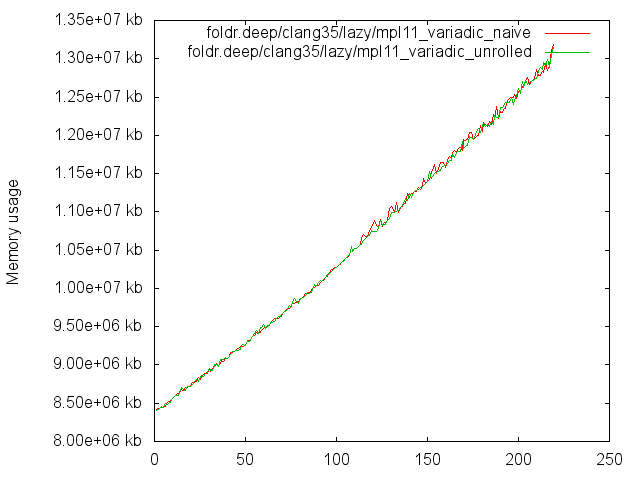 1.35e+07 kb
foldr.deep/clang35/lazy/mpl11_variadic_naive
1.30e+07 kb
foldr.deep/clang35/lazy/mpl11_variadic_unrolled
1.25e+07 kb
1.20e+07 kb
1.15e+07 kb
1.10e+07 kb
1.05e+07 kb
1.00e+07 kb
9.50e+06 kb
9.00e+06 kb
8.50e+06 kb
8.00e+06 kb
Memory usage
0 50 100 150 200 250